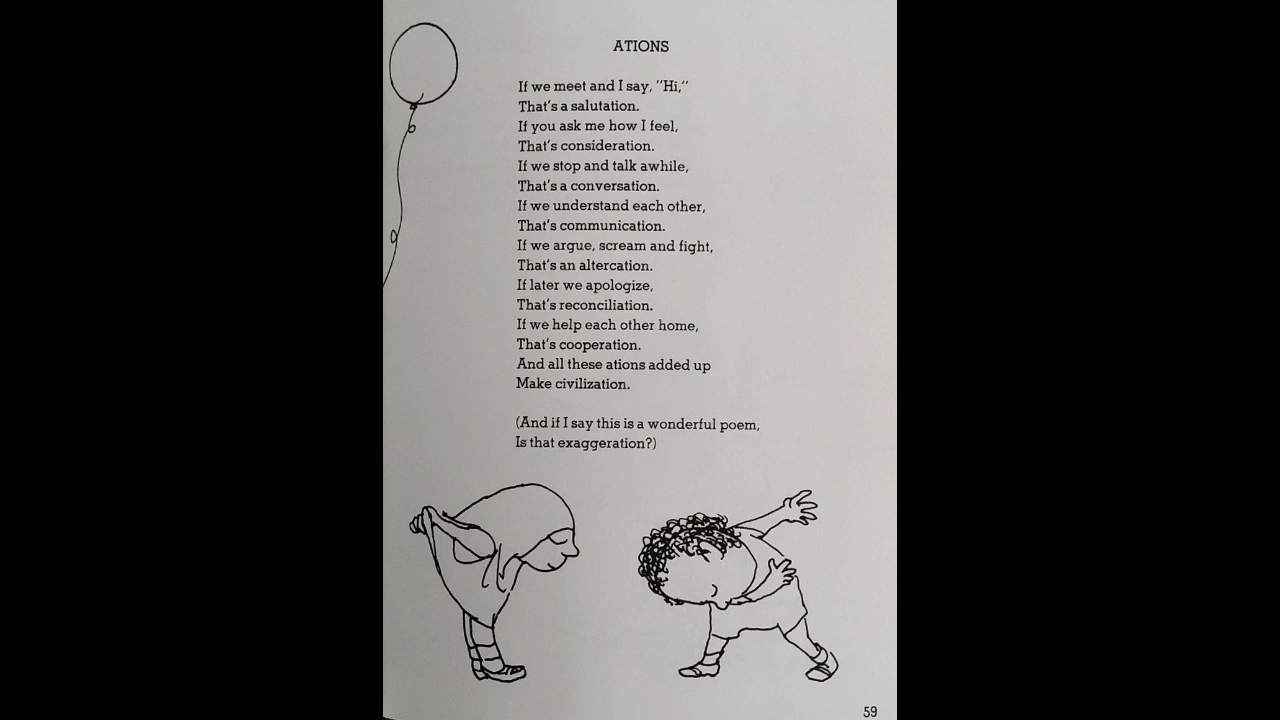 ATIONS
If we meet and I say, "Hi,"
That's a salutation.
If you ask me how I feel,
That's consideration.
If we stop and talk awhile,
That's a conversation.
If we understand each other,
That's communication.
If we argue, scream and fight,
That's an altercation.
If later we apologize,
That's reconciliation.
If we help each other home,
That's cooperation.
And all these ations added up
Make civilization.
(And if I say this is a wonderful poem,
Is that exaggeration?)
59